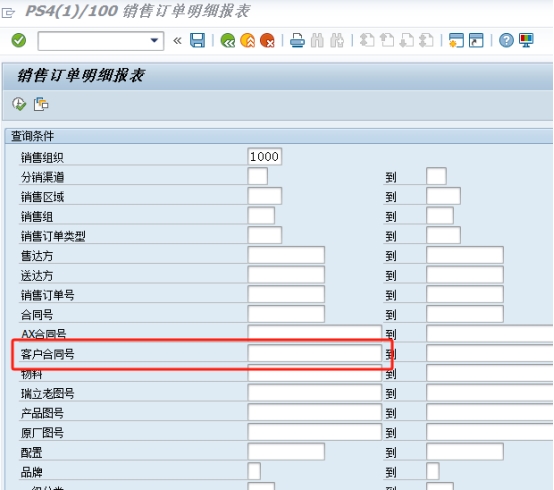 PS4(1)/100 销售订单明细报表
销售订单明细报表
查询条件
销售组织 1000
分销渠道 到
销售区域 到
销售组 到
销售订单类型 到
售达方 到
送达方 到
销售订单号 到
合同号 到
AX合同号 到
客户合同号 到
物料 到
瑞立老图号 到
产品图号 到
原厂图号 到
配置 到
品牌 到